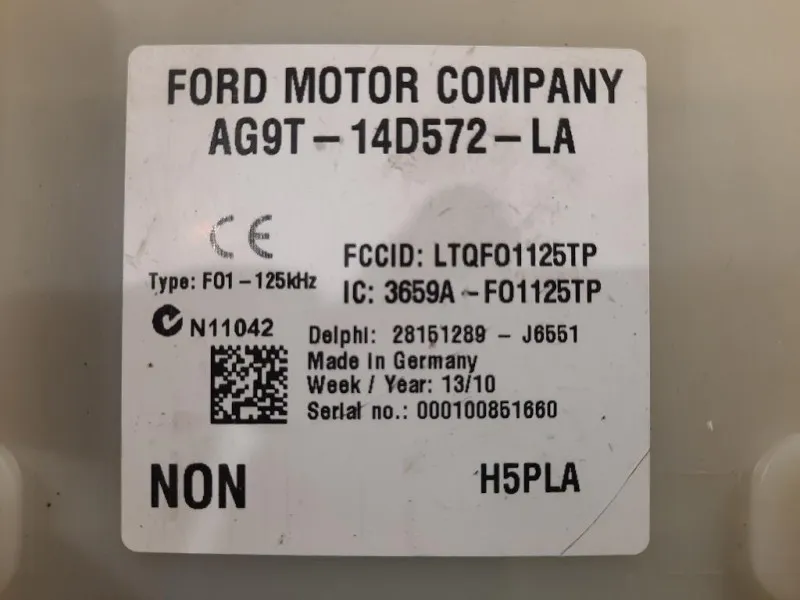 FORD MOTOR COMPANY
AG9T-14D572-LA
CE
FCCID: LTQFO1125TP
Type: FO1-125kHz
IC: 3659A-FO1125TP
N11042
Delphi: 28151289 - J6551
Made in Germany
Week / Year: 13/10
Serial no.: 000100851660
NON
H5PLA